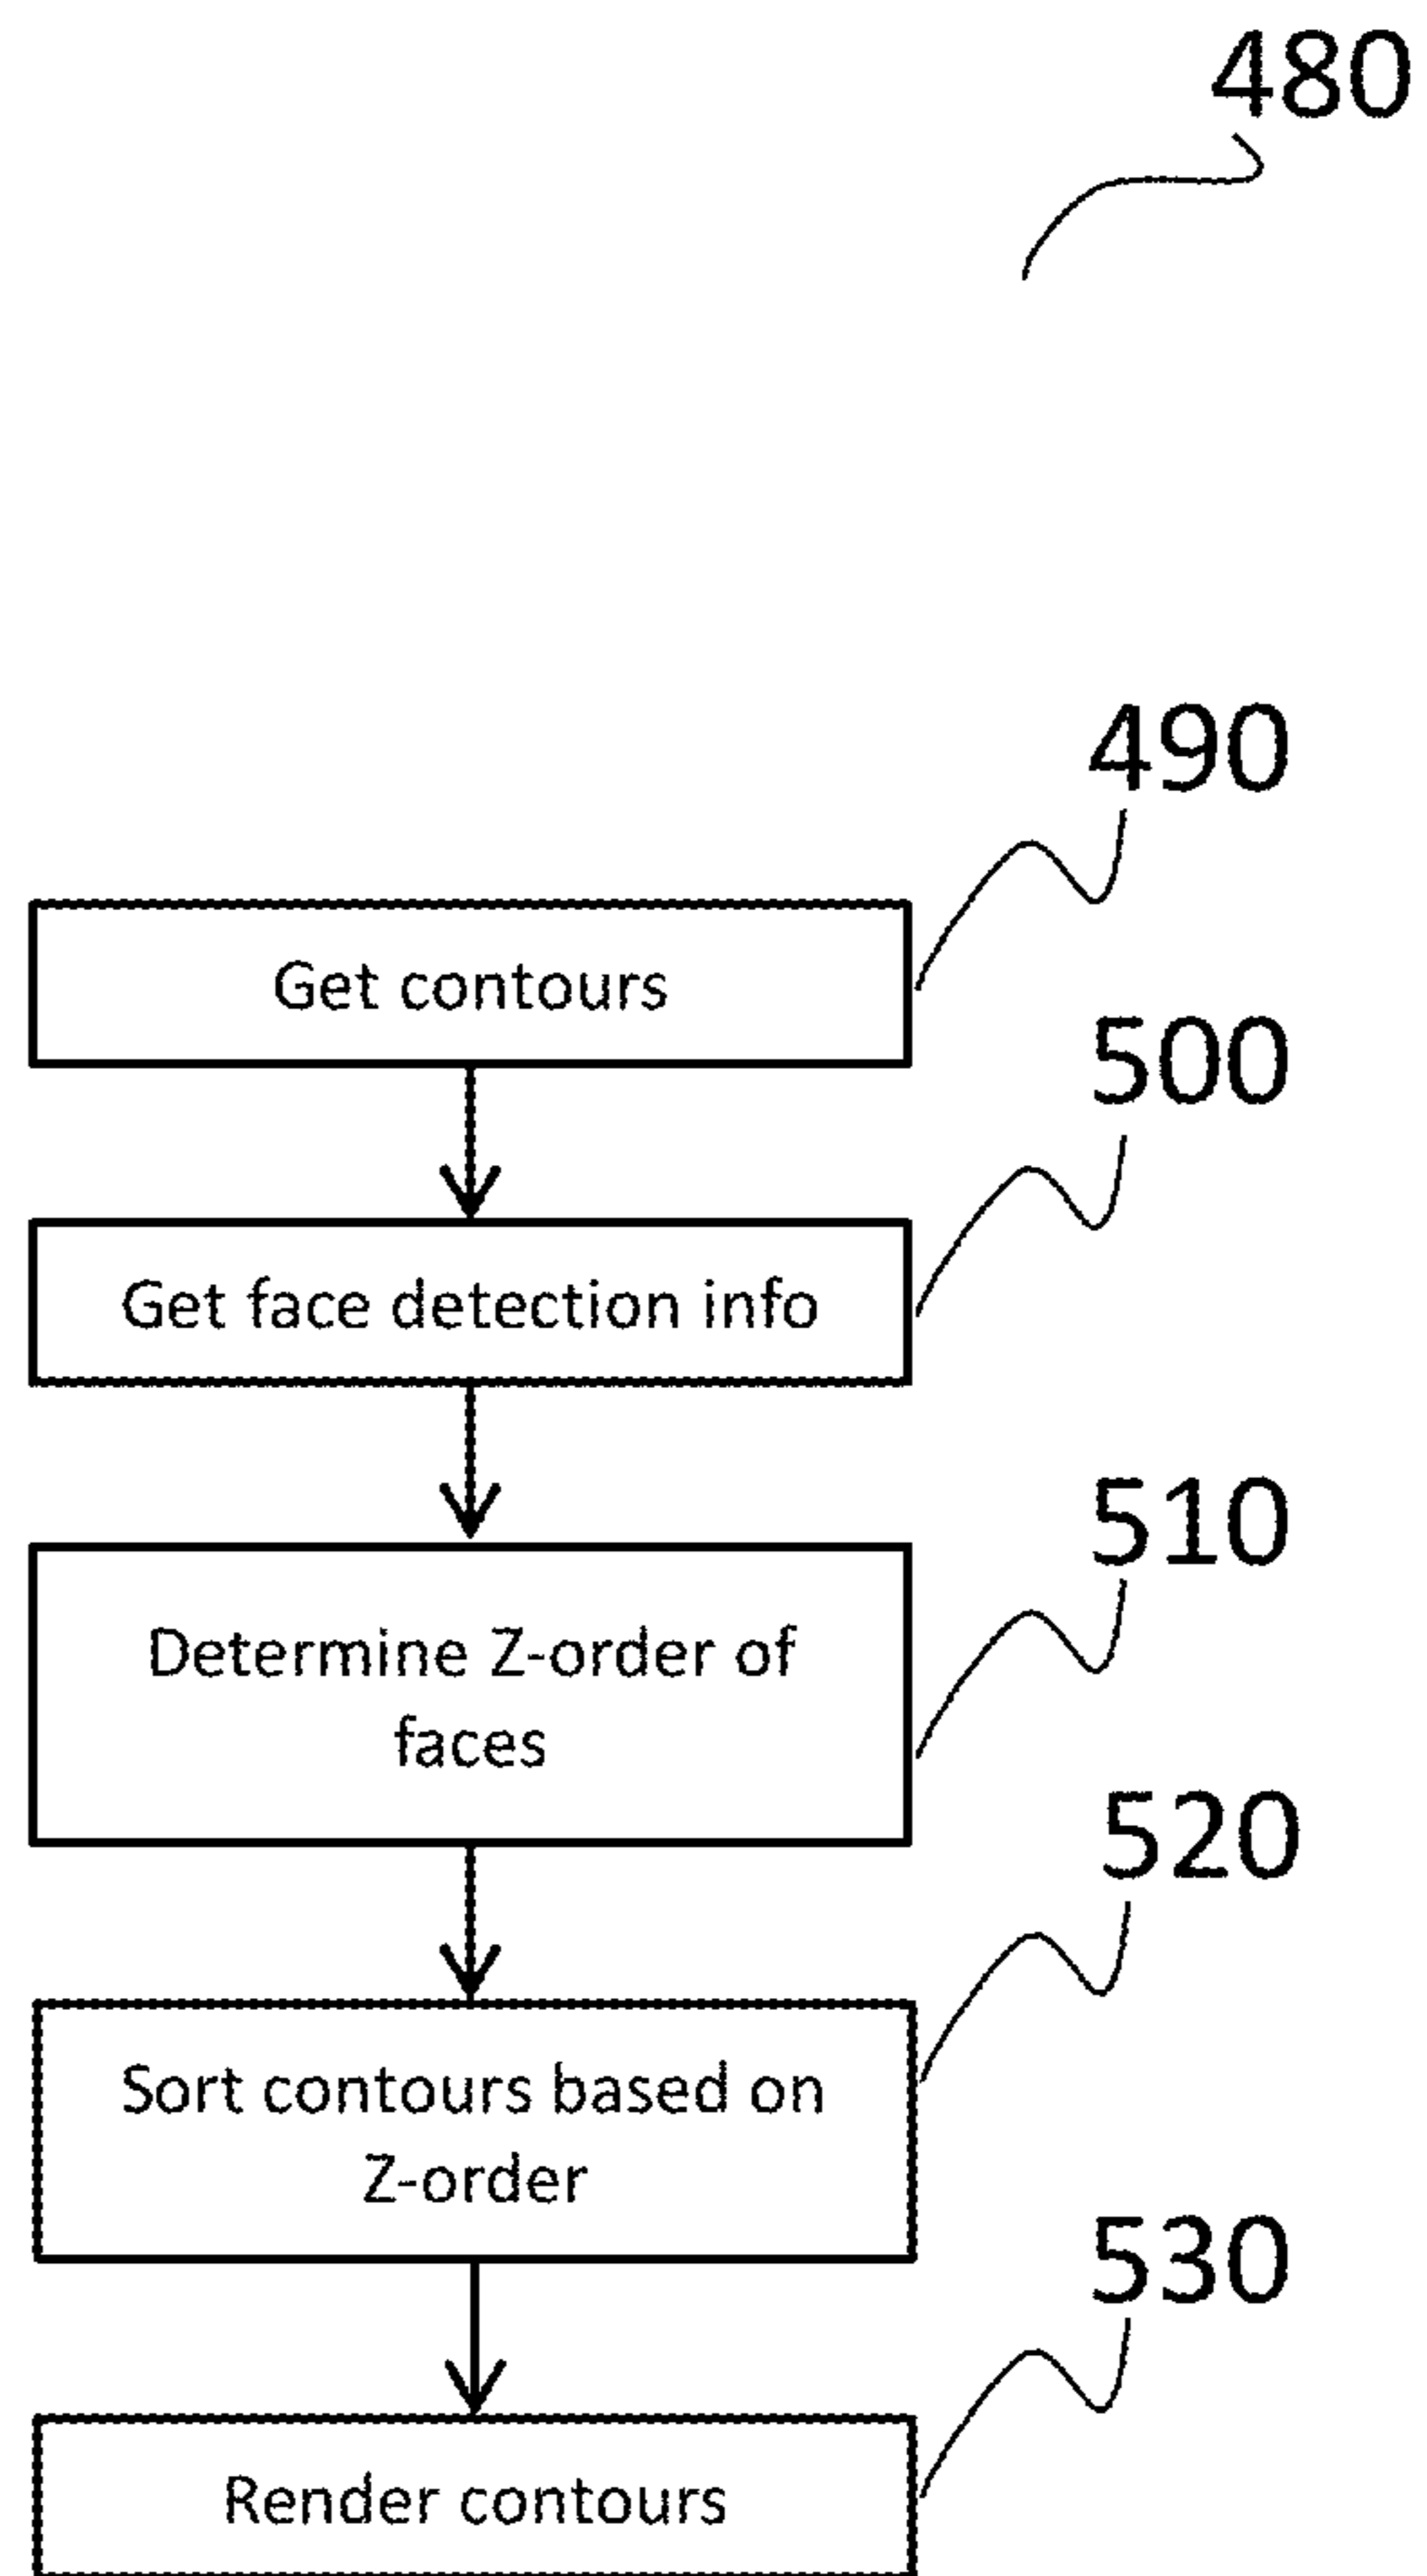 480
490
Get contours
500
Get face detection info
510
Determine Z-order of
faces
520
Sort contours based on
Z-order
530
Render contours